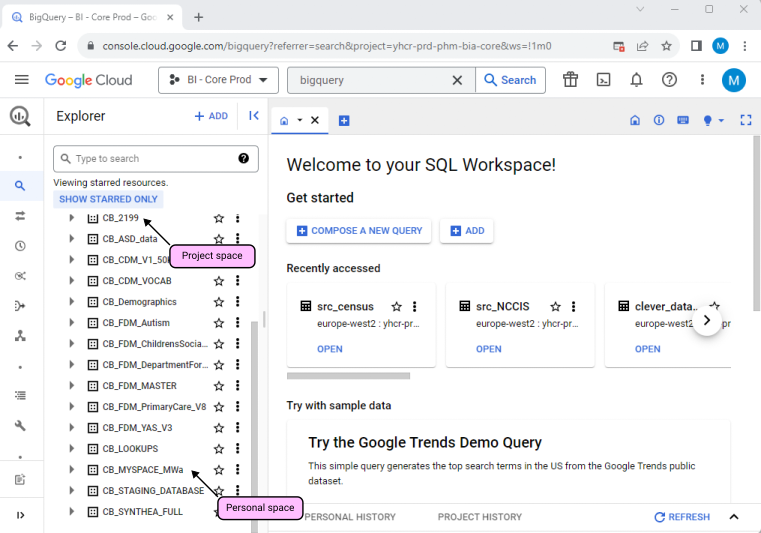 BigQuery – BI - Core Prod – Goo
console.cloud.google.com/bigquery?referrer=search&project=yhcr-prd-phm-bia-core&ws=!1m0
M
Google Cloud
BI - Core Prod
bigquery
Search
M
Explorer
+ ADD
Type to search
Viewing starred resources.
SHOW STARRED ONLY
CB_2199
CB_ASD_data
CB_CDM_V1_50
CB_CDM_VOCAB
CB_Demographics
CB_FDM_Autism
CB_FDM_ChildrensSocia...
CB_FDM_DepartmentFor...
CB_FDM_MASTER
CB_FDM_PrimaryCare_V8
CB_FDM_YAS_V3
CB_LOOKUPS
CB_MYSPACE_MWa
CB_STAGING_DATABASE
CB_SYNTHEA_FULL
Project space
Personal space
Welcome to your SQL Workspace!
Get started
COMPOSE A NEW QUERY
ADD
Recently accessed
src_census
europe-west2 : yhcr-pr...
OPEN
src_NCCIS
europe-west2 : yhcr-pr...
OPEN
clever_data...
europe-west2 : yhcr-pr
OPEN
Try with sample data
Try the Google Trends Demo Query
This simple query generates the top search terms in the US from the Google Trends public
dataset.
PERSONAL HISTORY
PROJECT HISTORY
REFRESH